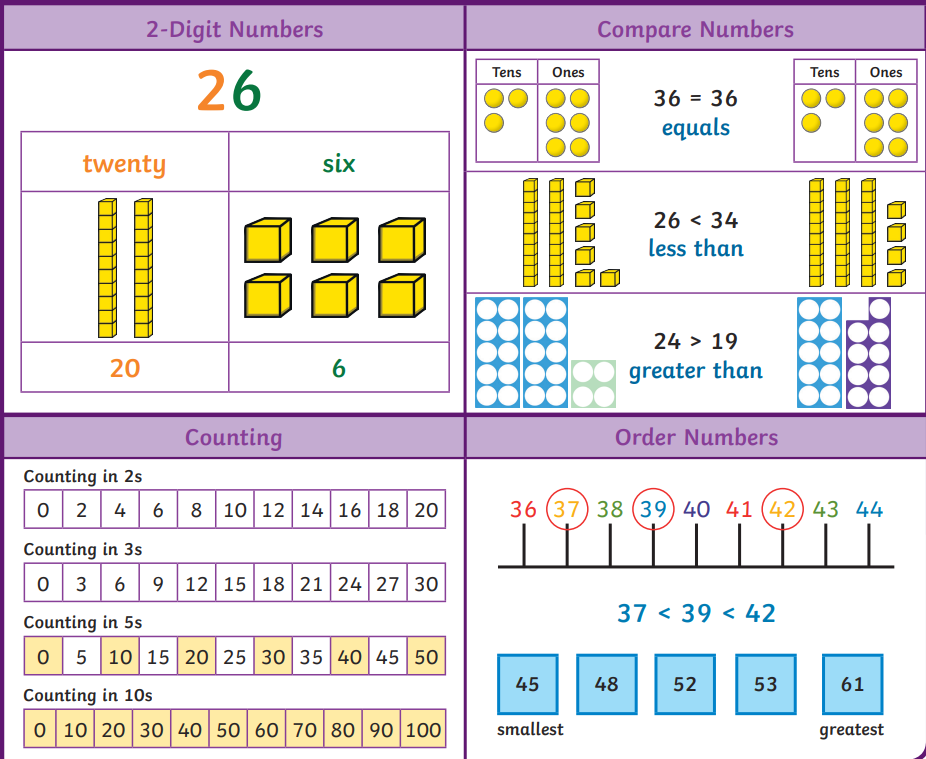 2-Digit Numbers
26
twenty six
20 6
Compare Numbers
Tens Ones Tens Ones
36 = 36
equals
26 < 34
less than
24 > 19
greater than
Counting
Counting in 2s
0 2 4 6 8 10 12 14 16 18 20
Counting in 3s
0 3 6 9 12 15 18 21 24 27 30
Counting in 5s
0 5 10 15 20 25 30 35 40 45 50
Counting in 10s
0 10 20 30 40 50 60 70 80 90 100
Order Numbers
36 37 38 39 40 41 42 43 44
37 < 39 < 42
45 48 52 53 61
smallest greatest